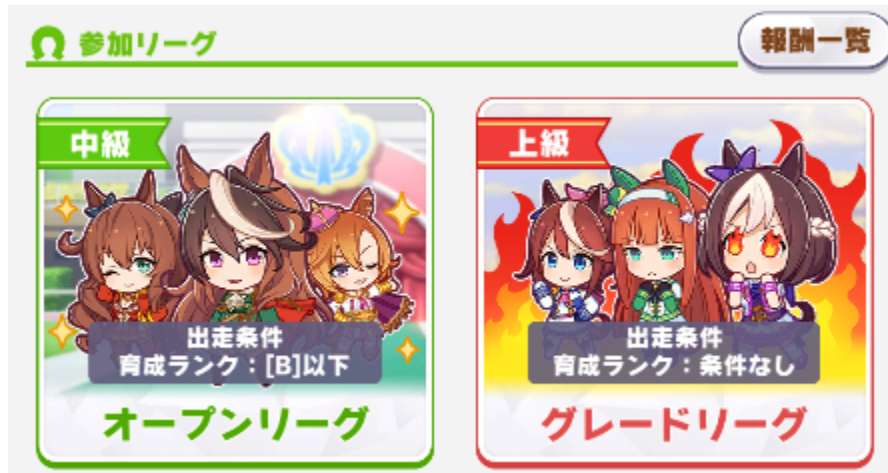 参加リーグ
報酬一覧
中級
出走条件
育成ランク：[B]以下
オープンリーグ
上級
出走条件
育成ランク：条件なし
グレードリーグ